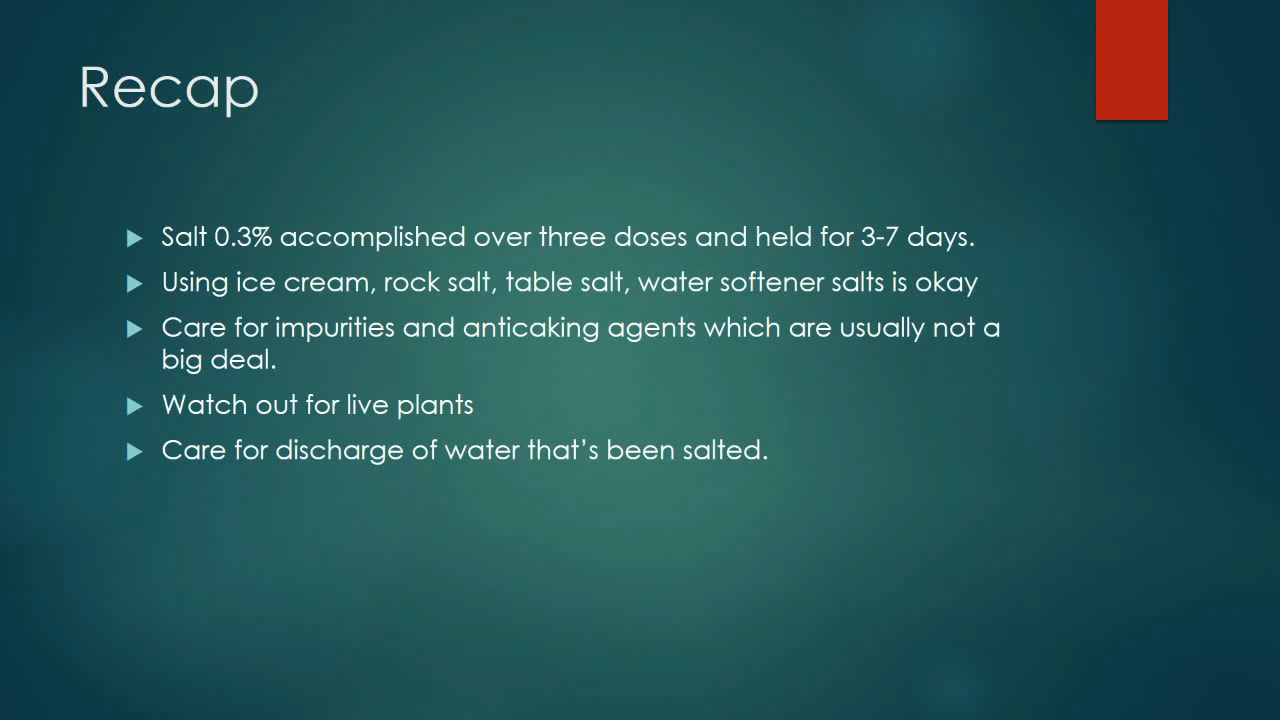 Recap
Salt 0.3% accomplished over three doses and held for 3-7 days.
Using ice cream, rock salt, table salt, water softener salts is okay
Care for impurities and anticaking agents which are usually not a
big deal.
Watch out for live plants
Care for discharge of water that’s been salted.